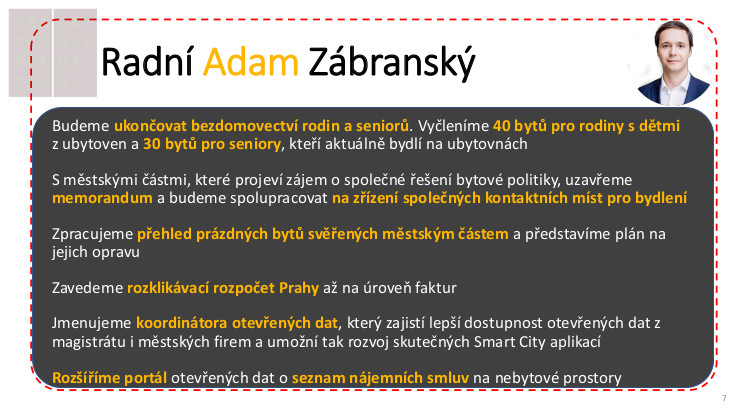 Radní Adam Zábranský
Budeme ukončovat bezdomovectví rodin a seniorů. Vyčleníme 40 bytů pro rodiny s dětmi
z ubytoven a 30 bytů pro seniory, kteří aktuálně bydlí na ubytovnách
S městskými částmi, které projeví zájem o společné řešení bytové politiky, uzavřeme
memorandum a budeme spolupracovat na zřízení společných kontaktních míst pro bydlení
Zpracujeme přehled prázdných bytů svěřených městským částem a představíme plán na
jejich opravu
Zavedeme rozklikávací rozpočet Prahy až na úroveň faktur
Jmenujeme koordinátora otevřených dat, který zajistí lepší dostupnost otevřených dat z
magistrátu i městských firem a umožní tak rozvoj skutečných Smart City aplikací
Rozšíříme portál otevřených dat o seznam nájemních smluv na nebytové prostory
7